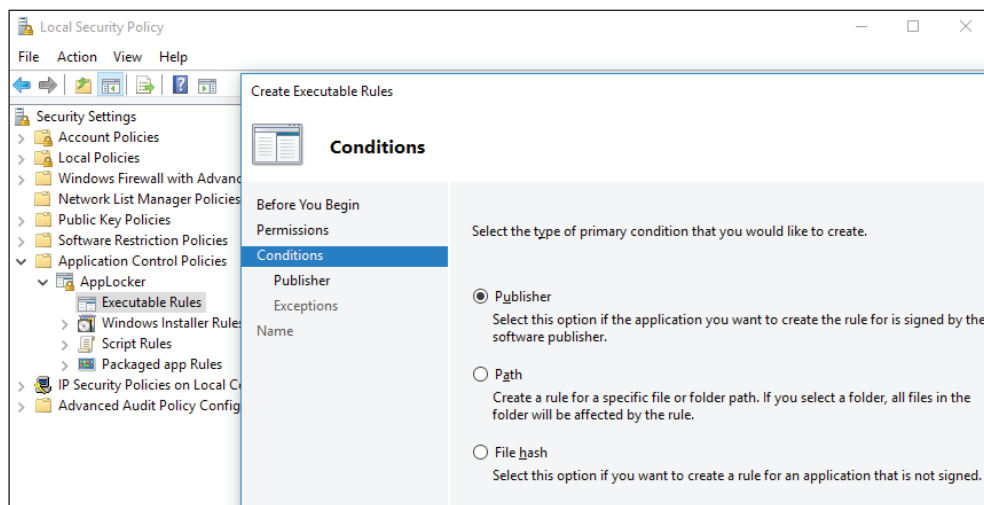 Local Security Policy
File Action View Help
Create Executable Rules
Security Settings
Account Policies
Local Policies
Windows Firewall with Advanc
Network List Manager Policies
Public Key Policies
Software Restriction Policies
Application Control Policies
AppLocker
Executable Rules
Windows Installer Rules
Script Rules
Packaged app Rules
IP Security Policies on Local C
Advanced Audit Policy Config
Conditions
Before You Begin
Permissions
Conditions
Publisher
Exceptions
Name
Select the type of primary condition that you would like to create.
Publisher
Select this option if the application you want to create the rule for is signed by the
software publisher.
Path
Create a rule for a specific file or folder path. If you select a folder, all files in the
folder will be affected by the rule.
File hash
Select this option if you want to create a rule for an application that is not signed.